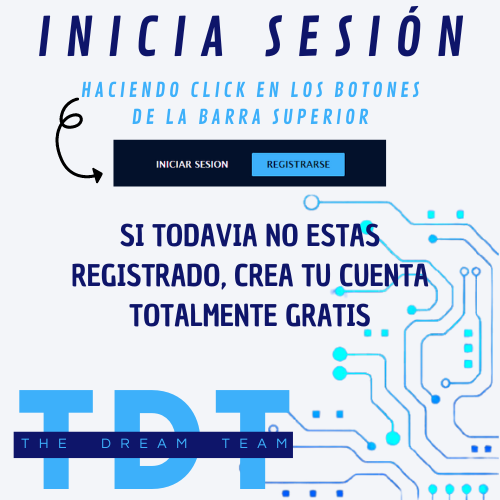 INICIA SESIÓN
HACIENDO CLICK EN LOS BOTONES
DE LA BARRA SUPERIOR
INICIAR SESION REGISTRARSE
SI TODAVIA NO ESTAS
REGISTRADO, CREA TU CUENTA
TOTALMENTE GRATIS
TDT
THE DREAM TEAM